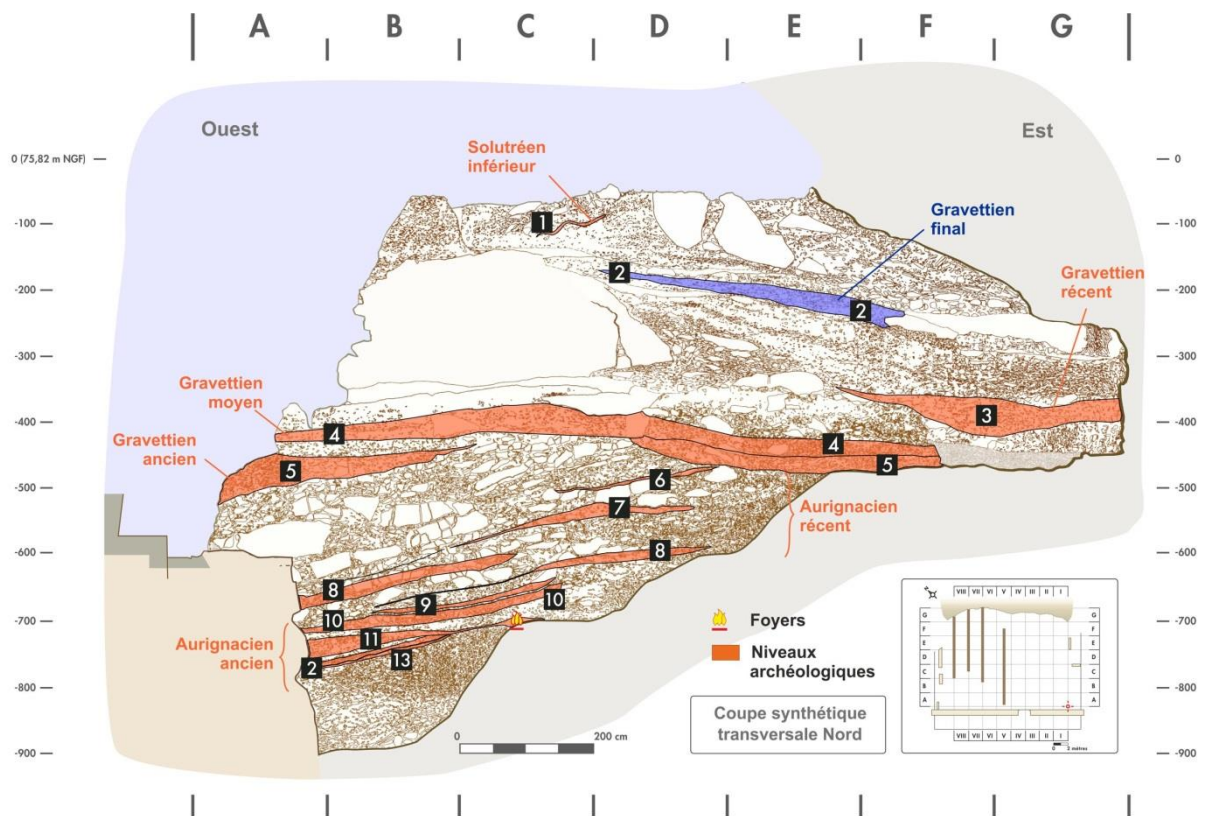 A B C D E F G
Ouest
Est
0 (75,82 m NGF)
0
Solutréen
inférieur
1
-100
-100
Gravettien
final
2
2
Gravettien
récent
-200
-200
-300
-300
Gravettien
moyen
4
3
-400
-400
Gravettien
ancien
5
4
5
6
-500
-500
7
Aurignacien
récent
8
-600
-600
8
9
10
10
-700
-700
11
Aurignacien
ancien
2
13
Foyers
Niveaux
archéologiques
-800
-800
Coupe synthétique
transversale Nord
0 200 cm
-900
-900
VIII VII VI V IV III II I
G
F
E
D
C
B
A
G
F
E
D
C
B
A
VIII VII VI V IV III II I
0 2 mètres